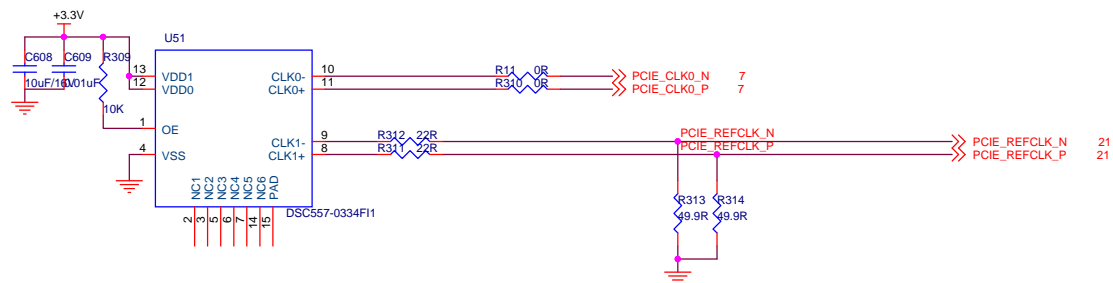 +3.3V
U51
C608
C609
R309
10uF/16V
0.01uF
10K
13 VDD1
12 VDD0
1 OE
4 VSS
CLK0- 10
CLK0+ 11
CLK1- 9
CLK1+ 8
NC1 NC2 NC3 NC4 NC5 NC6 PAD
2 3 5 6 7 14 15
DSC557-0334FI1
R11 0R
R310 0R
PCIE_CLK0_N 7
PCIE_CLK0_P 7
R312 22R
R311 22R
PCIE_REFCLK_N
PCIE_REFCLK_P
PCIE_REFCLK_N 21
PCIE_REFCLK_P 21
R313
49.9R
R314
49.9R